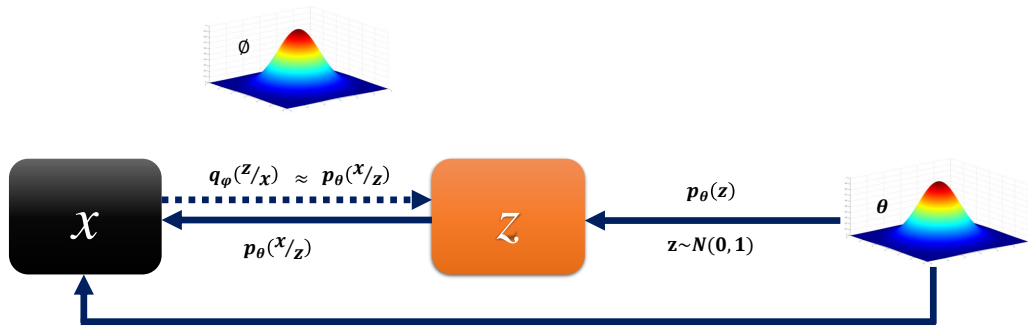 ∅
q_φ(z/x) ≈ p_θ(x/z)
x
z
p_θ(x/z)
p_θ(z)
z~N(0, 1)
θ